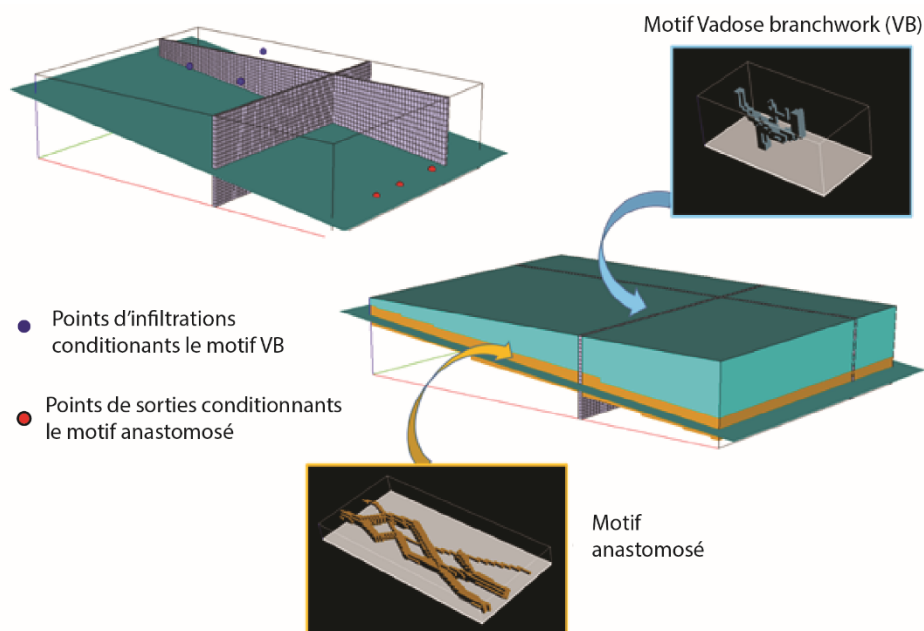 Motif Vadose branchwork (VB)
Points d’infiltrations
conditionants le motif VB
Points de sorties conditionnants
le motif anastomosé
Motif
anastomosé